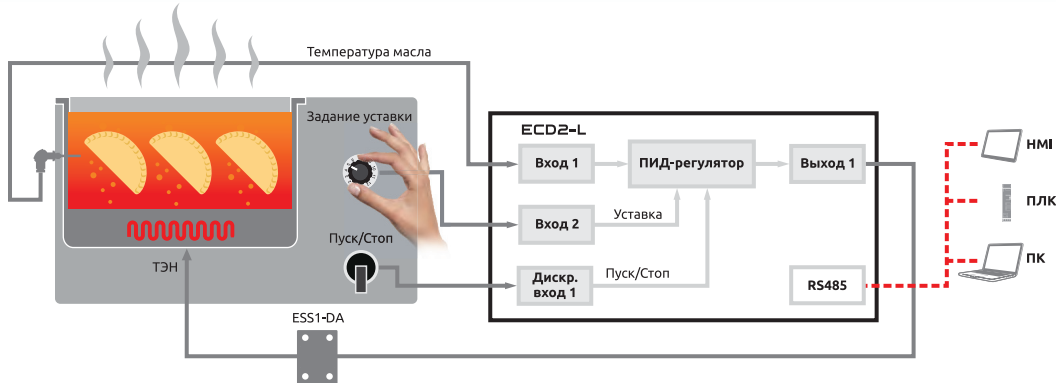 Температура масла
Задание уставки
ECD2-L
Вход 1
ПИД-регулятор
Выход 1
HMI
ПЛК
Вход 2
Уставка
Пуск/Стоп
ПК
ТЭН
Дискр.
вход 1
Пуск/Стоп
RS485
ESS1-DA